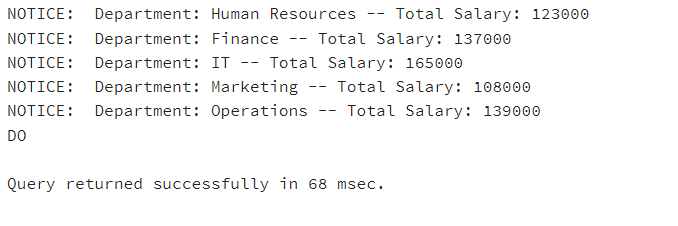 NOTICE:  Department: Human Resources -- Total Salary: 123000
NOTICE:  Department: Finance -- Total Salary: 137000
NOTICE:  Department: IT -- Total Salary: 165000
NOTICE:  Department: Marketing -- Total Salary: 108000
NOTICE:  Department: Operations -- Total Salary: 139000
DO
Query returned successfully in 68 msec.